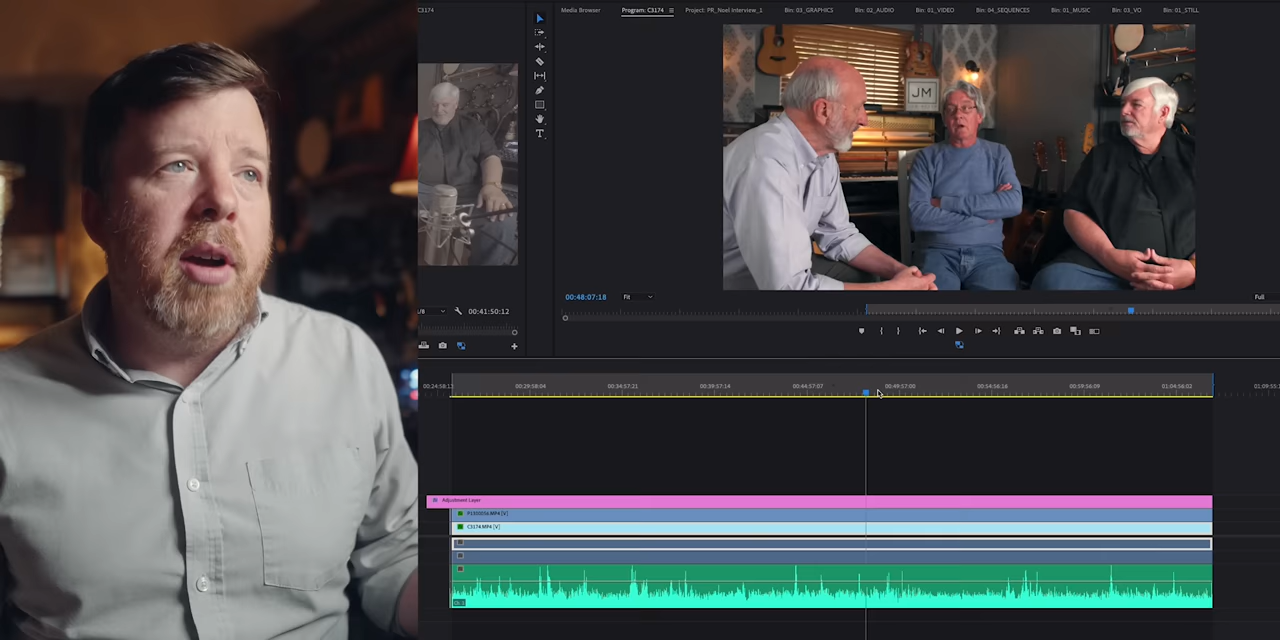 C3174
Media Browser
Program: C3174
Project: PR_Noel Interview_1
Bin: 03_GRAPHICS
Bin: 02_AUDIO
Bin: 01_VIDEO
Bin: 04_SEQUENCES
Bin: 01_MUSIC
Bin: 03_VO
Bin: 01_STILL
T
JM
00:48:07:18
Fit
Full
/8
00:41:50:12
00:29:58:04
00:34:57:21
00:39:57:14
00:44:57:07
00:49:57:00
00:54:56:16
00:59:56:09
01:04:56:02
Adjustment Layer
C3174.MP4 [V]